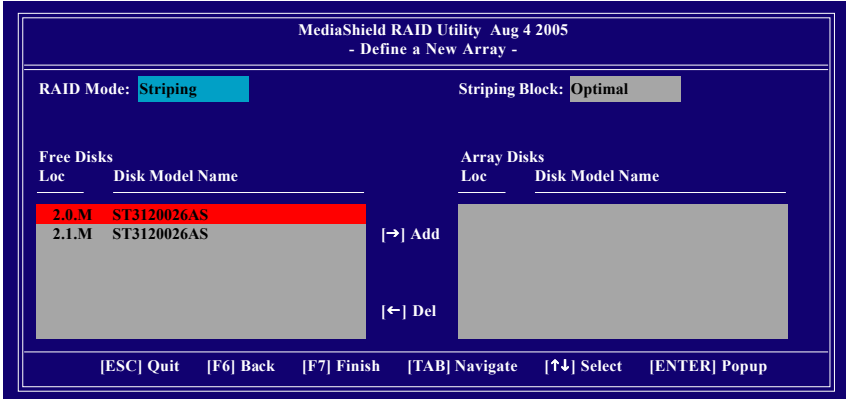 MediaShield RAID Utility Aug 4 2005
- Define a New Array -
RAID Mode: Striping
Striping Block: Optimal
Free Disks
Loc Disk Model Name
2.0.M ST3120026AS
2.1.M ST3120026AS
[→] Add
[←] Del
Array Disks
Loc Disk Model Name
[ESC] Quit [F6] Back [F7] Finish [TAB] Navigate [↑↓] Select [ENTER] Popup